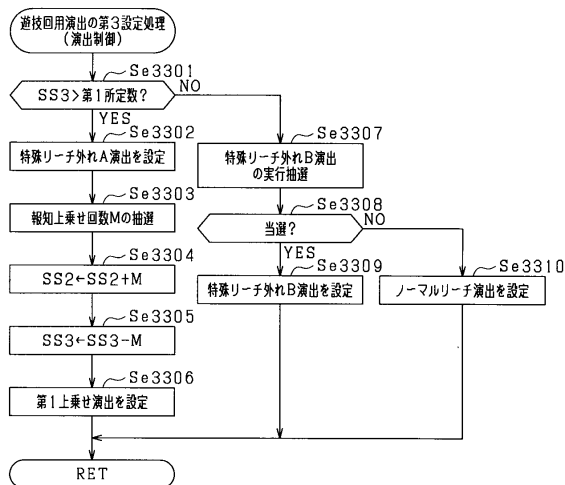 遊技回用演出の第3設定処理
(演出制御)
Se3301
SS3>第1所定数?
NO
YES
Se3302
特殊リーチ外れA演出を設定
Se3303
報知上乗せ回数Mの抽選
Se3304
SS2←SS2+M
Se3305
SS3←SS3-M
Se3306
第1上乗せ演出を設定
RET
Se3307
特殊リーチ外れB演出
の実行抽選
Se3308
当選?
NO
YES
Se3309
特殊リーチ外れB演出を設定
Se3310
ノーマルリーチ演出を設定